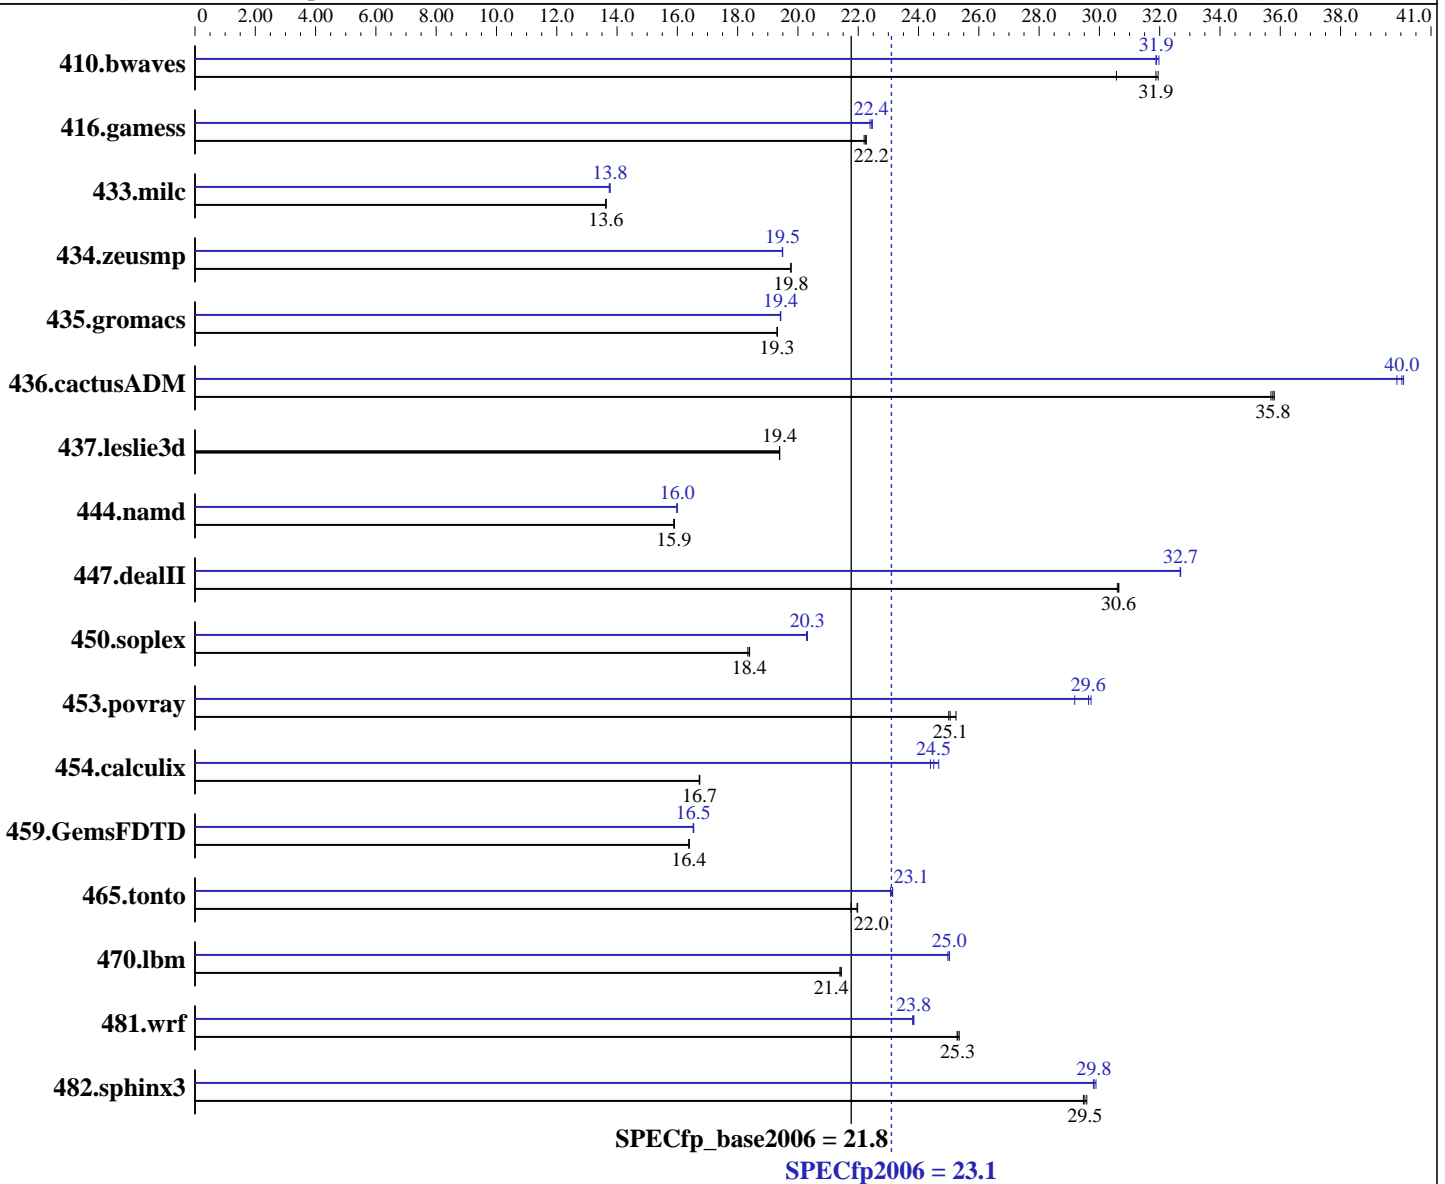 0 2.00 4.00 6.00 8.00 10.0 12.0 14.0 16.0 18.0 20.0 22.0 24.0 26.0 28.0 30.0 32.0 34.0 36.0 38.0 41.0
31.9
410.bwaves
31.9
22.4
416.gamess
22.2
13.8
433.milc
13.6
19.5
434.zeusmp
19.8
19.4
435.gromacs
19.3
40.0
436.cactusADM
35.8
19.4
437.leslie3d
16.0
444.namd
15.9
32.7
447.dealII
30.6
20.3
450.soplex
18.4
29.6
453.povray
25.1
24.5
454.calculix
16.7
16.5
459.GemsFDTD
16.4
23.1
465.tonto
22.0
25.0
470.lbm
21.4
23.8
481.wrf
25.3
29.8
482.sphinx3
29.5
SPECfp_base2006 = 21.8
SPECfp2006 = 23.1